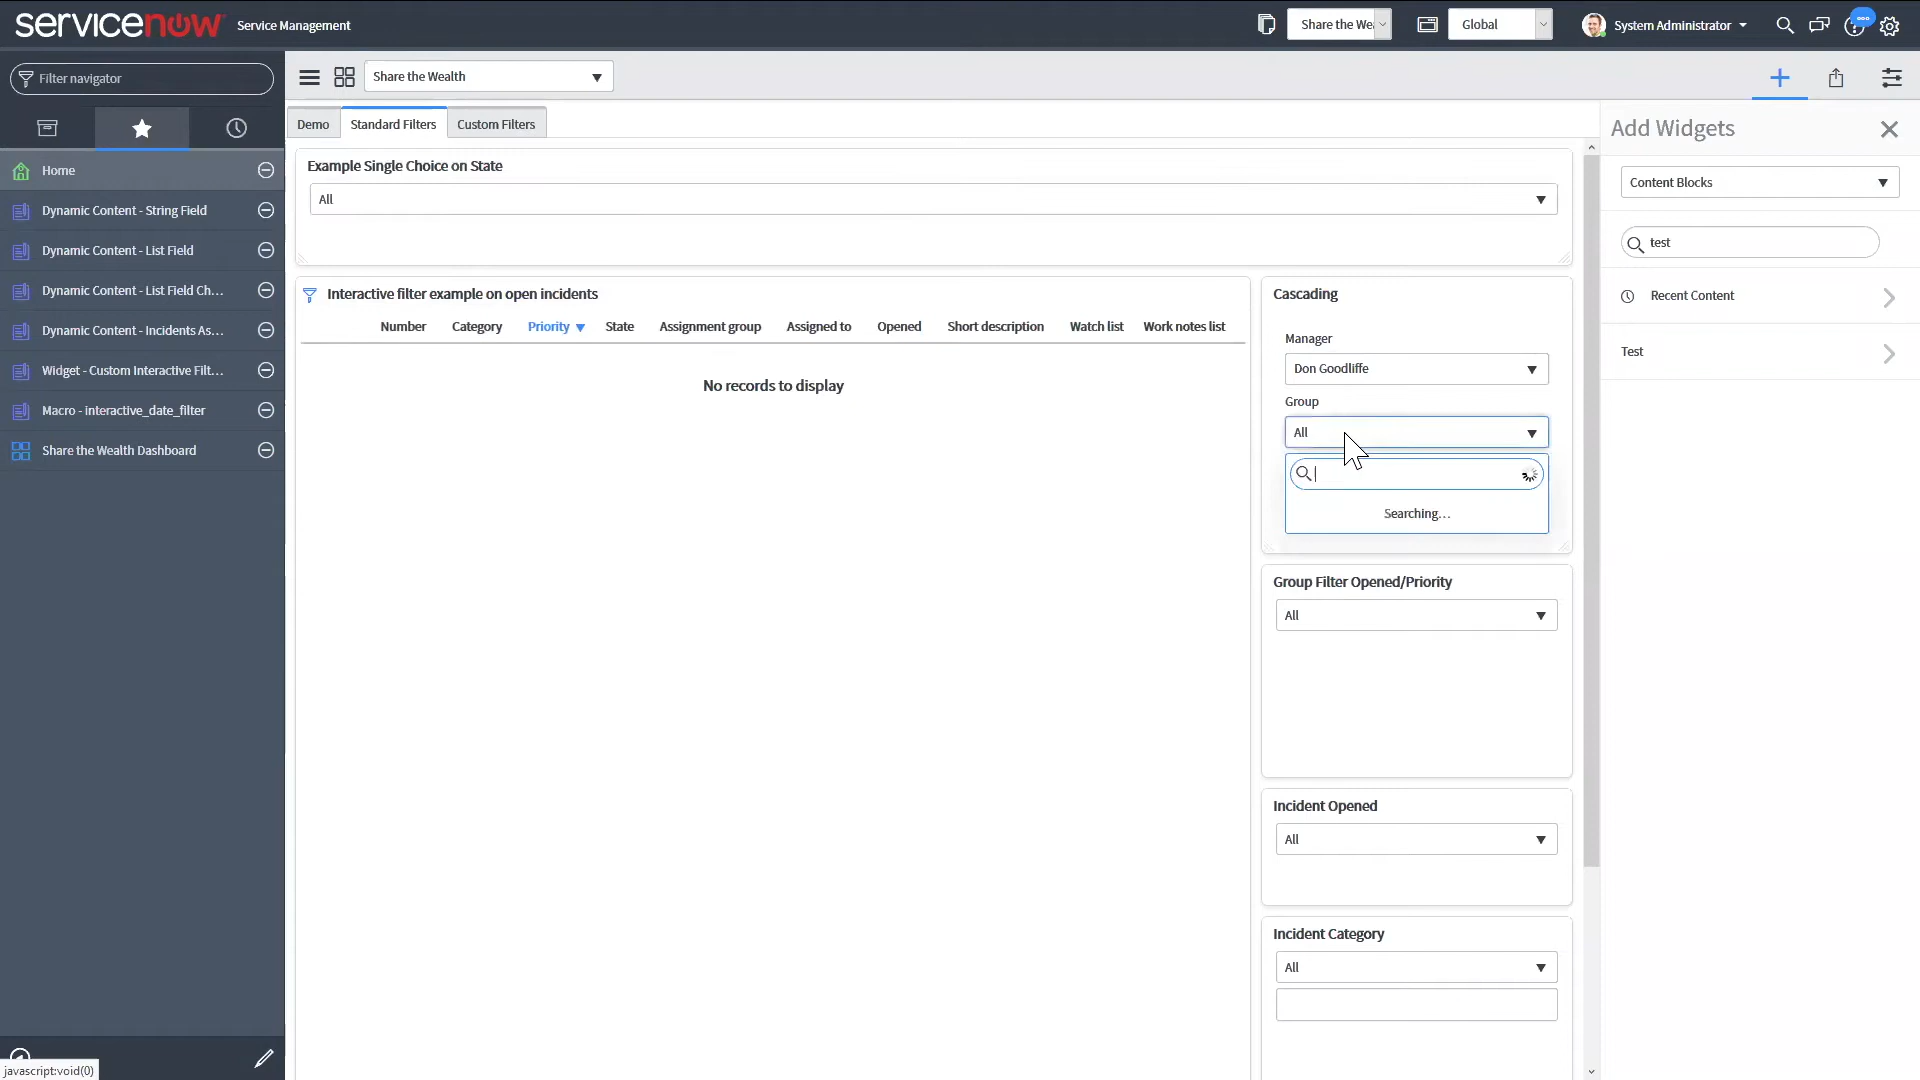 servicenow Service Management
Share the We
Global
System Administrator
Filter navigator
Share the Wealth
Home
Dynamic Content - String Field
Dynamic Content - List Field
Dynamic Content - List Field Ch...
Dynamic Content - Incidents As...
Widget - Custom Interactive Filt...
Macro - interactive_date_filter
Share the Wealth Dashboard
javascript:void(0)
Demo
Standard Filters
Custom Filters
Example Single Choice on State
All
Interactive filter example on open incidents
Number Category Priority State Assignment group Assigned to Opened Short description Watch list Work notes list
No records to display
Cascading
Manager
Don Goodliffe
Group
All
Searching...
Group Filter Opened/Priority
All
Incident Opened
All
Incident Category
All
Add Widgets
Content Blocks
test
Recent Content
Test